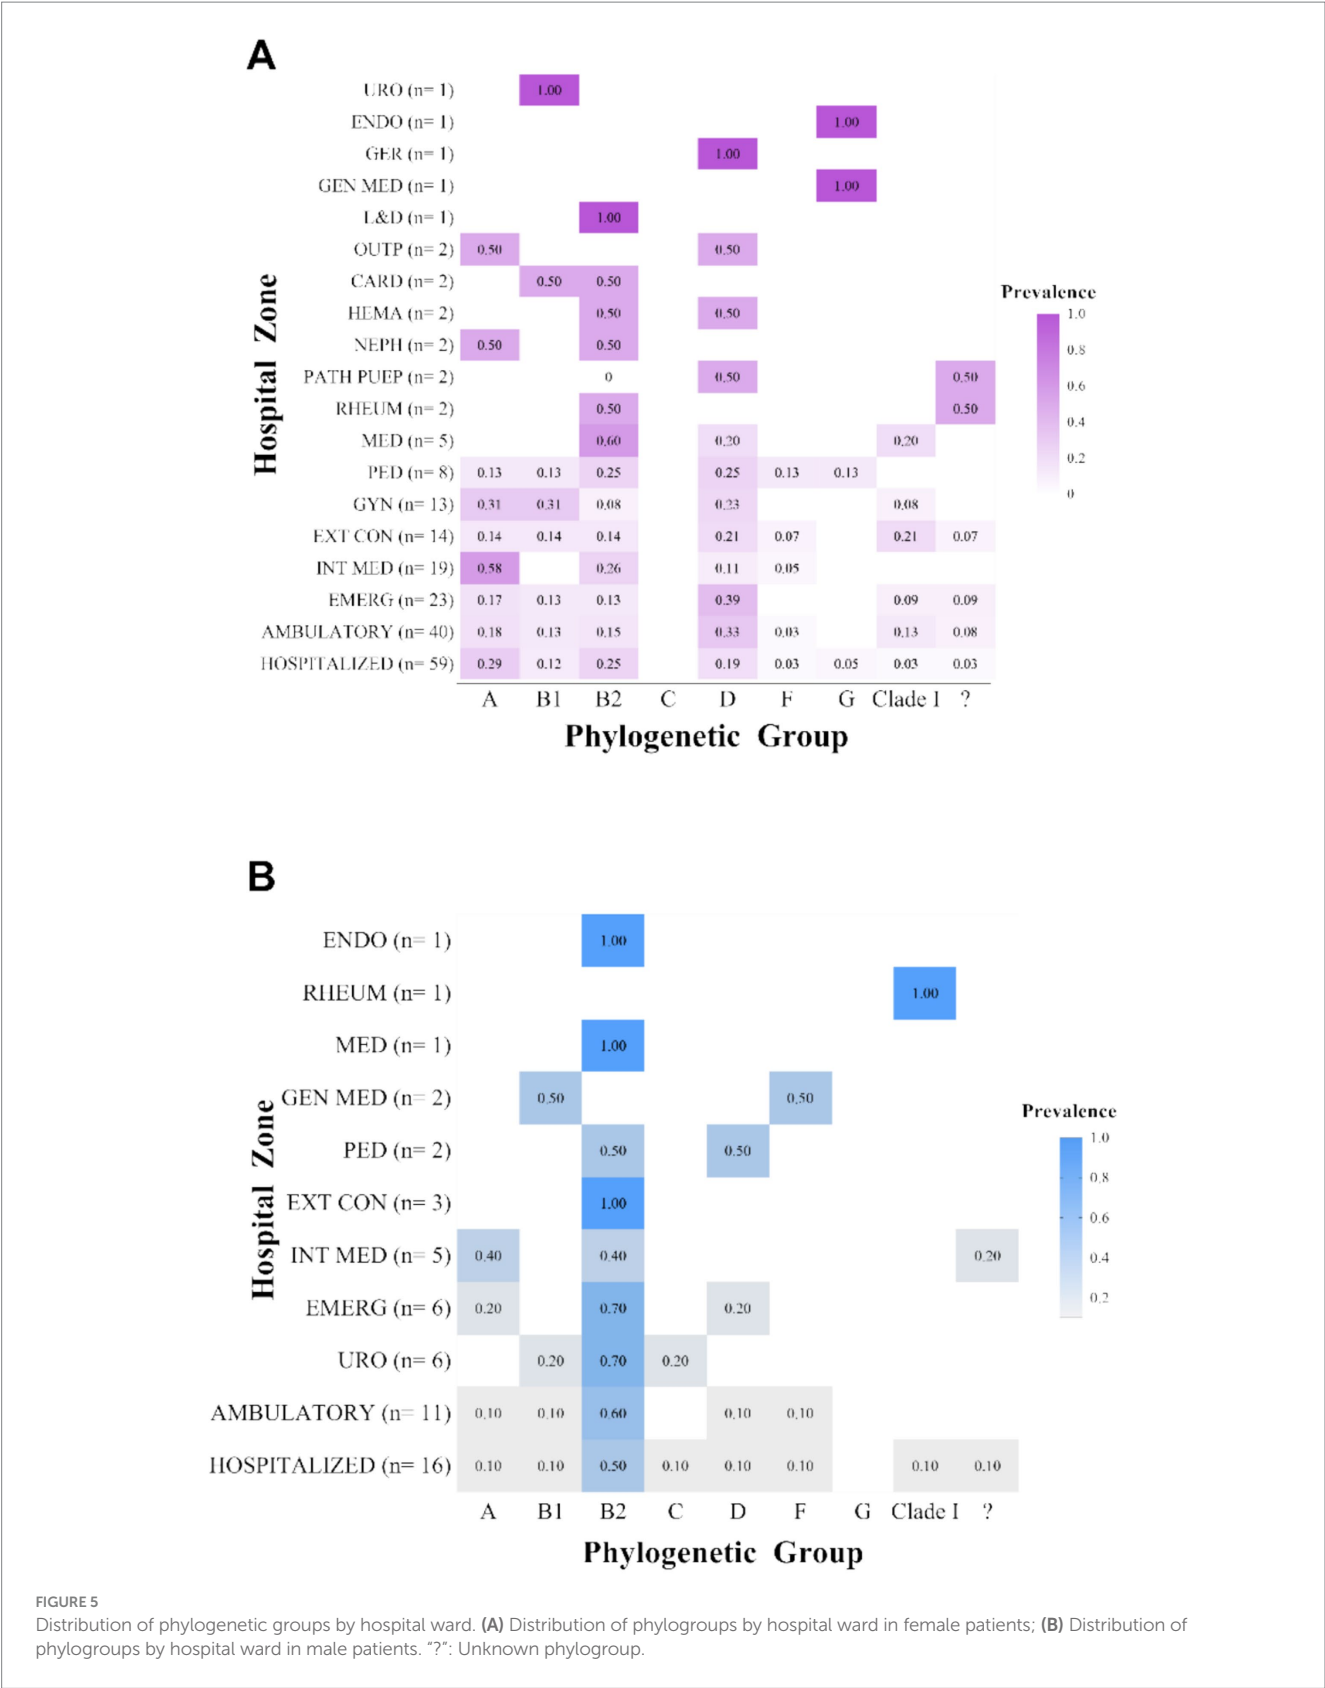 A
URO (n= 1) 1.00
ENDO (n= 1) 1.00
GER (n= 1) 1.00
GEN MED (n= 1) 1.00
L&D (n= 1) 1.00
OUTP (n= 2) 0.50 0.50
CARD (n= 2) 0.50 0.50
HEMA (n= 2) 0.50 0.50
NEPH (n= 2) 0.50 0.50
PATH PUEP (n= 2) 0 0.50 0.50
RHEUM (n= 2) 0.50 0.50
MED (n= 5) 0.60 0.20 0.20
PED (n= 8) 0.13 0.13 0.25 0.25 0.13 0.13
GYN (n= 13) 0.31 0.31 0.08 0.23 0.08
EXT CON (n= 14) 0.14 0.14 0.14 0.21 0.07 0.21 0.07
INT MED (n= 19) 0.58 0.26 0.11 0.05
EMERG (n= 23) 0.17 0.13 0.13 0.39 0.09 0.09
AMBULATORY (n= 40) 0.18 0.13 0.15 0.33 0.03 0.13 0.08
HOSPITALIZED (n= 59) 0.29 0.12 0.25 0.19 0.03 0.05 0.03 0.03
A B1 B2 C D F G Clade I ?
Phylogenetic Group
Hospital Zone
Prevalence
1.0
0.8
0.6
0.4
0.2
0
B
ENDO (n= 1) 1.00
RHEUM (n= 1) 1.00
MED (n= 1) 1.00
GEN MED (n= 2) 0.50 0.50
PED (n= 2) 0.50 0.50
EXT CON (n= 3) 1.00
INT MED (n= 5) 0.40 0.40 0.20
EMERG (n= 6) 0.20 0.70 0.20
URO (n= 6) 0.20 0.70 0.20
AMBULATORY (n= 11) 0.10 0.10 0.60 0.10 0.10
HOSPITALIZED (n= 16) 0.10 0.10 0.50 0.10 0.10 0.10 0.10 0.10
A B1 B2 C D F G Clade I ?
Phylogenetic Group
Hospital Zone
Prevalence
1.0
0.8
0.6
0.4
0.2
FIGURE 5
Distribution of phylogenetic groups by hospital ward. (A) Distribution of phylogroups by hospital ward in female patients; (B) Distribution of
phylogroups by hospital ward in male patients. "?": Unknown phylogroup.